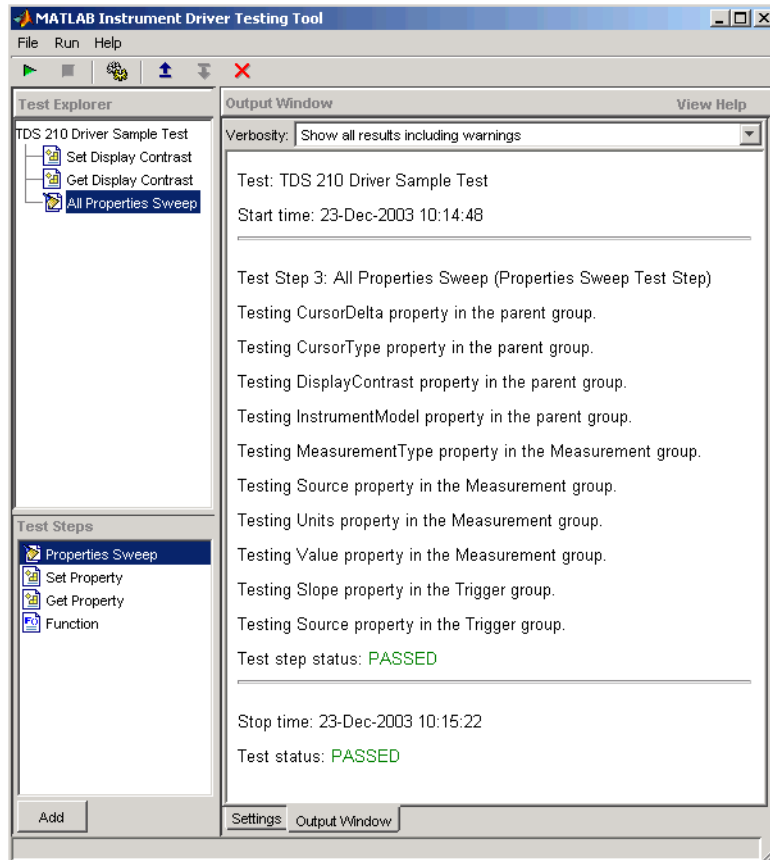 MATLAB Instrument Driver Testing Tool
File Run Help
Test Explorer
TDS 210 Driver Sample Test
Set Display Contrast
Get Display Contrast
All Properties Sweep
Test Steps
Properties Sweep
Set Property
Get Property
Function
Add
Output Window View Help
Verbosity: Show all results including warnings
Test: TDS 210 Driver Sample Test
Start time: 23-Dec-2003 10:14:48
Test Step 3: All Properties Sweep (Properties Sweep Test Step)
Testing CursorDelta property in the parent group.
Testing CursorType property in the parent group.
Testing DisplayContrast property in the parent group.
Testing InstrumentModel property in the parent group.
Testing MeasurementType property in the Measurement group.
Testing Source property in the Measurement group.
Testing Units property in the Measurement group.
Testing Value property in the Measurement group.
Testing Slope property in the Trigger group.
Testing Source property in the Trigger group.
Test step status: PASSED
Stop time: 23-Dec-2003 10:15:22
Test status: PASSED
Settings Output Window